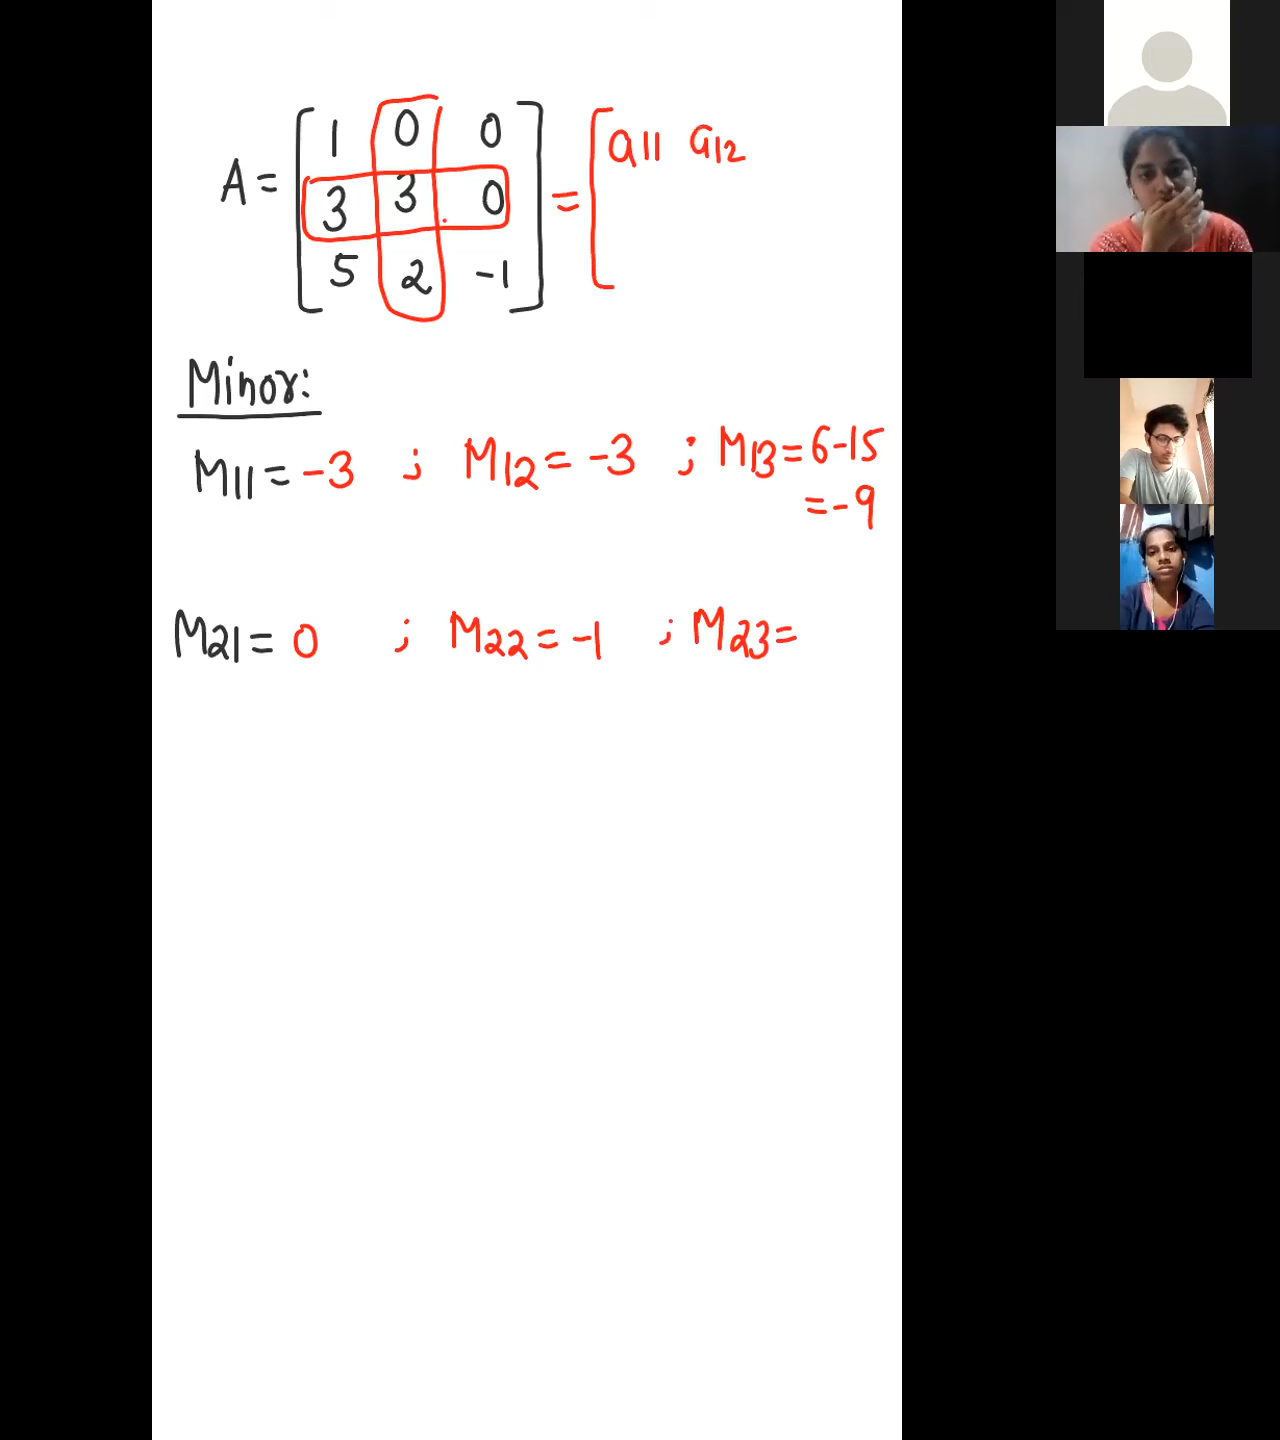 A = [ 1 0 0 ] = [ a11 a12
3 3 0
5 2 -1
Minor:
M11 = -3 ; M12 = -3 ; M13 = 6-15
= -9
M21 = 0 ; M22 = -1 ; M23 =